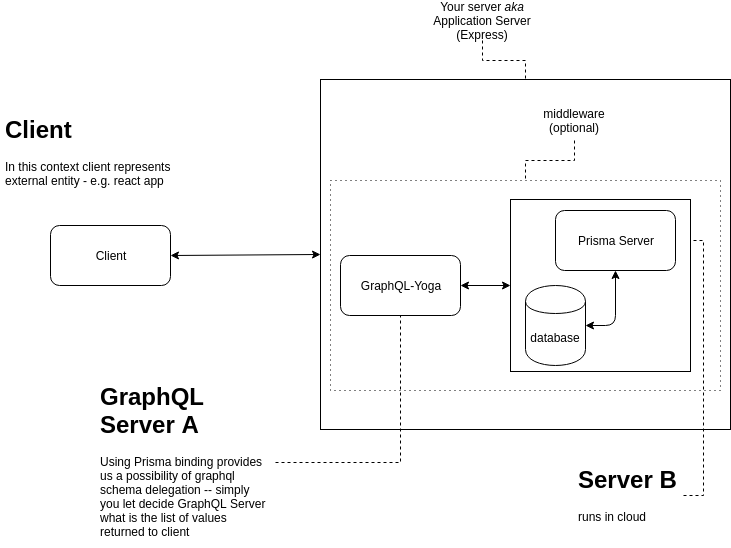 Your server aka
Application Server
(Express)
middleware
(optional)
Client
In this context client represents
external entity - e.g. react app
Client
Prisma Server
GraphQL-Yoga
database
GraphQL
Server A
Using Prisma binding provides
us a possibility of graphql
schema delegation -- simply
you let decide GraphQL Server
what is the list of values
returned to client
Server B
runs in cloud